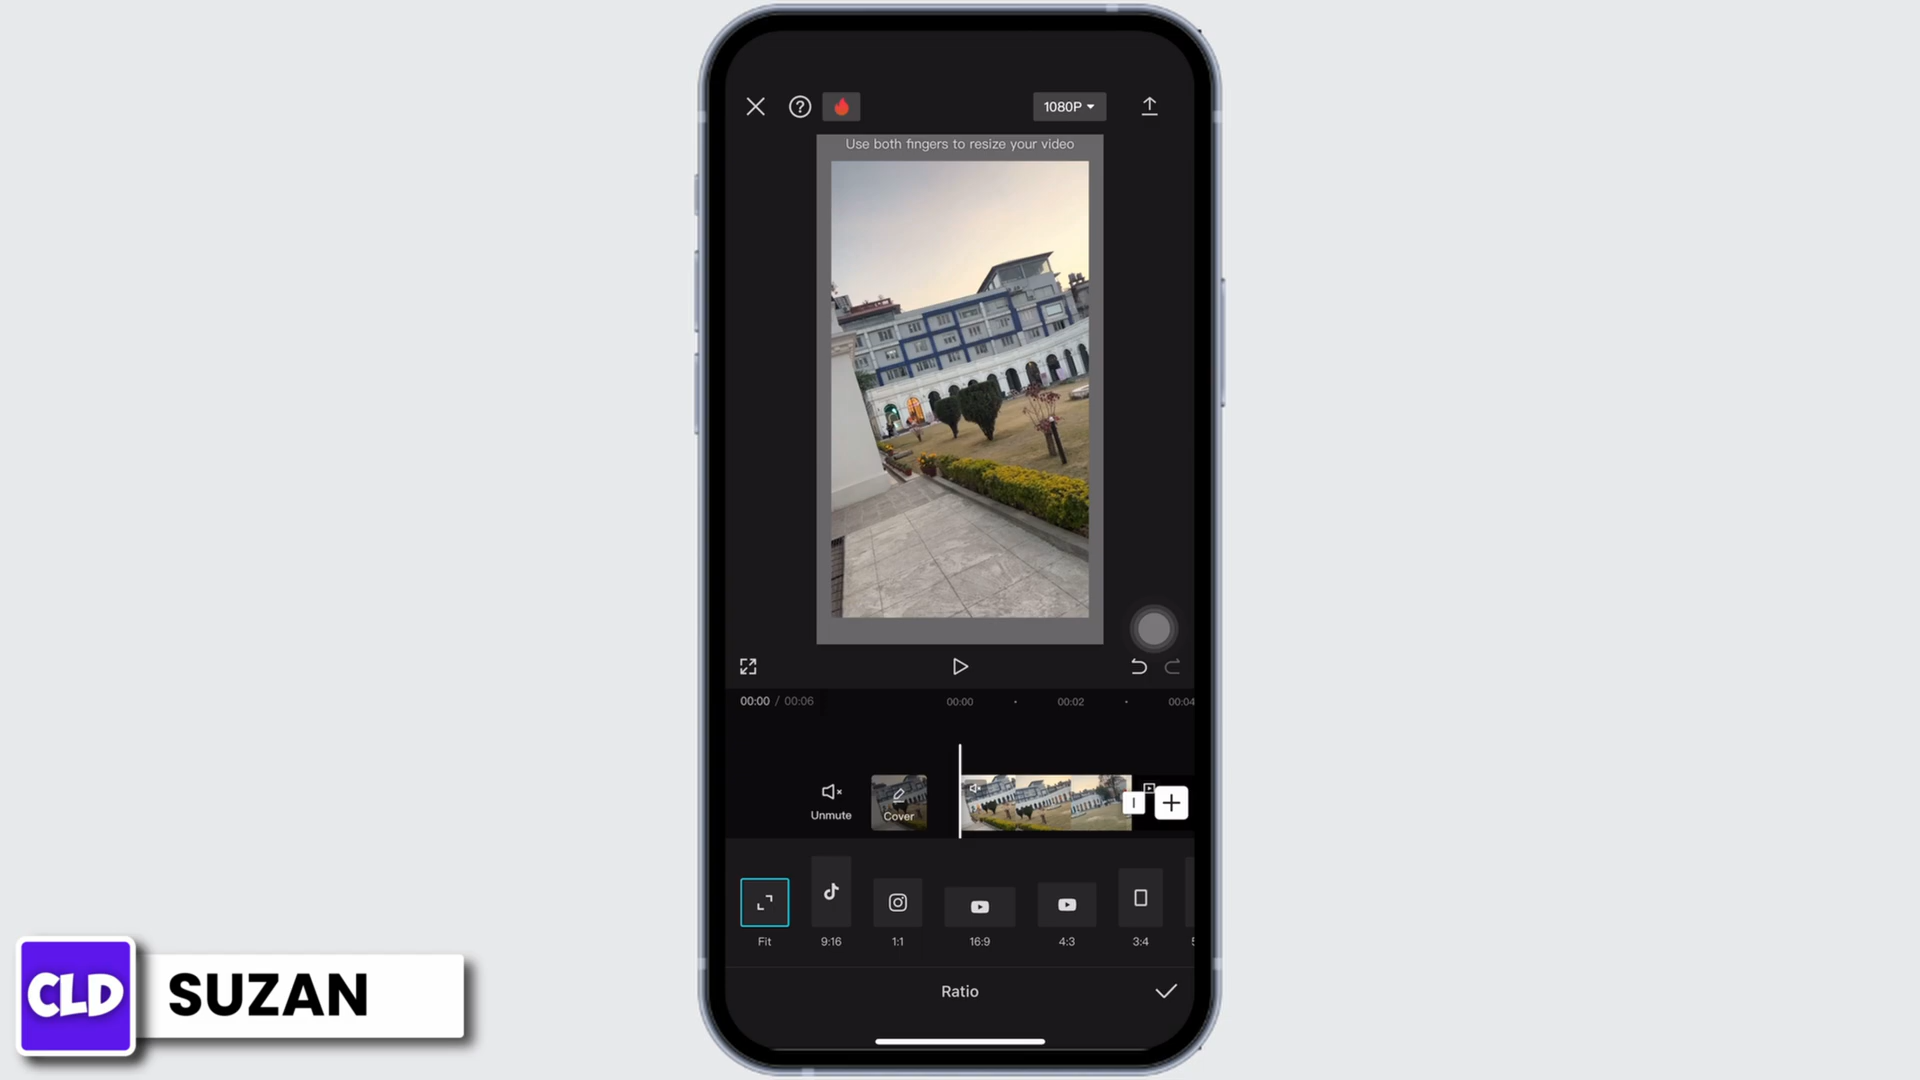 1080P
Use both fingers to resize your video
00:00 / 00:06
00:00
00:02
00:04
Unmute
Cover
Fit
9:16
1:1
16:9
4:3
3:4
Ratio
CLD
SUZAN